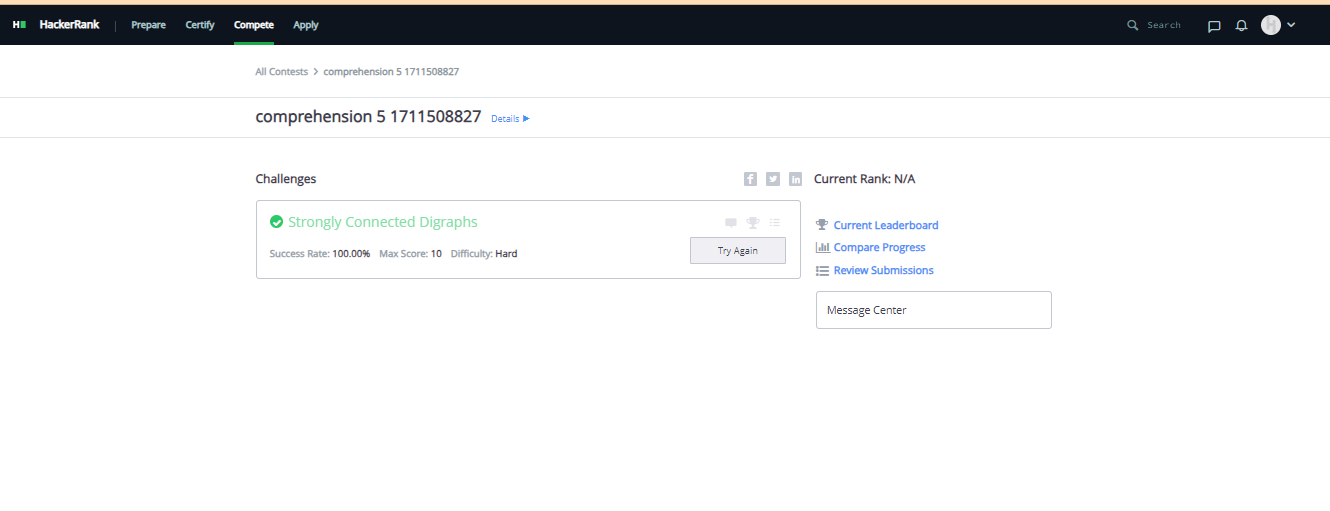 HackerRank | Prepare Certify Compete Apply Search
All Contests > comprehension 5 1711508827
comprehension 5 1711508827 Details
Challenges
Strongly Connected Digraphs
Success Rate: 100.00% Max Score: 10 Difficulty: Hard
Try Again
Current Rank: N/A
Current Leaderboard
Compare Progress
Review Submissions
Message Center